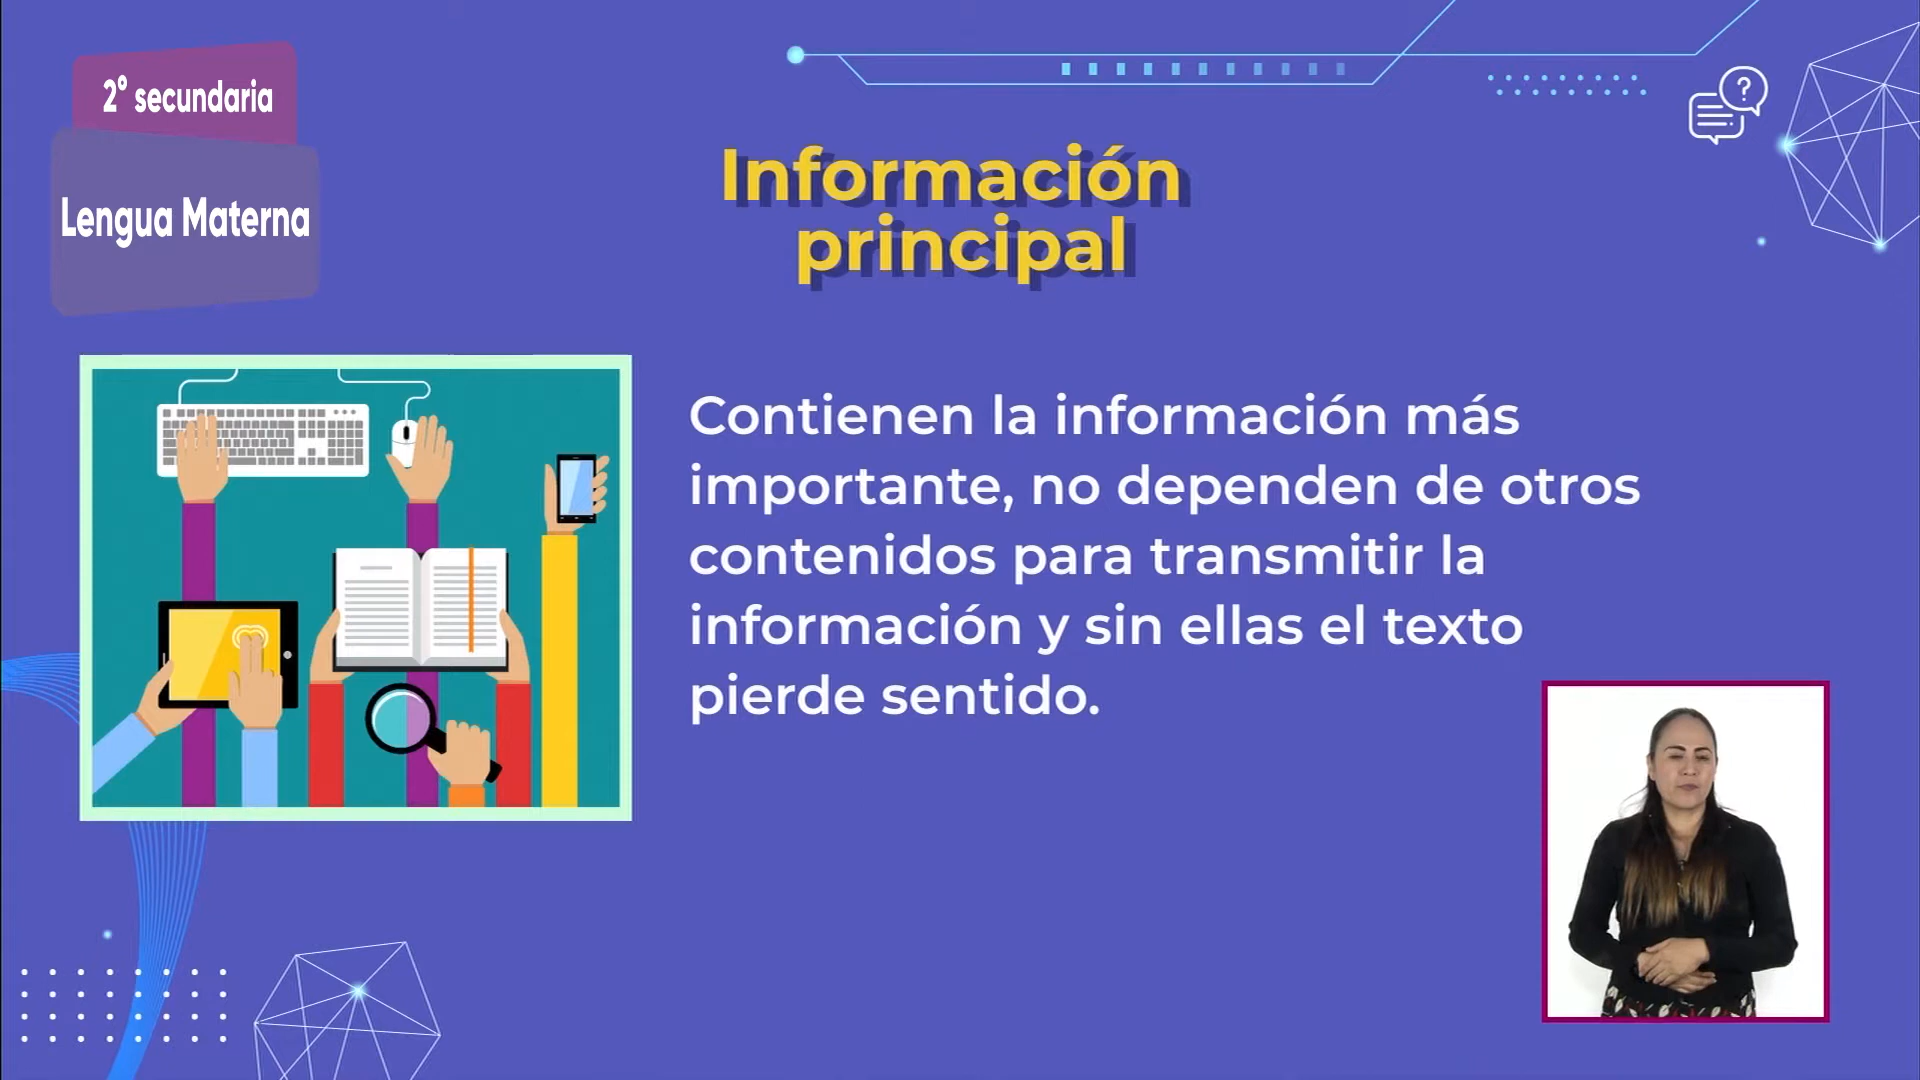 2° secundaria
Lengua Materna
Información
principal
Contienen la información más
importante, no dependen de otros
contenidos para transmitir la
información y sin ellas el texto
pierde sentido.
?